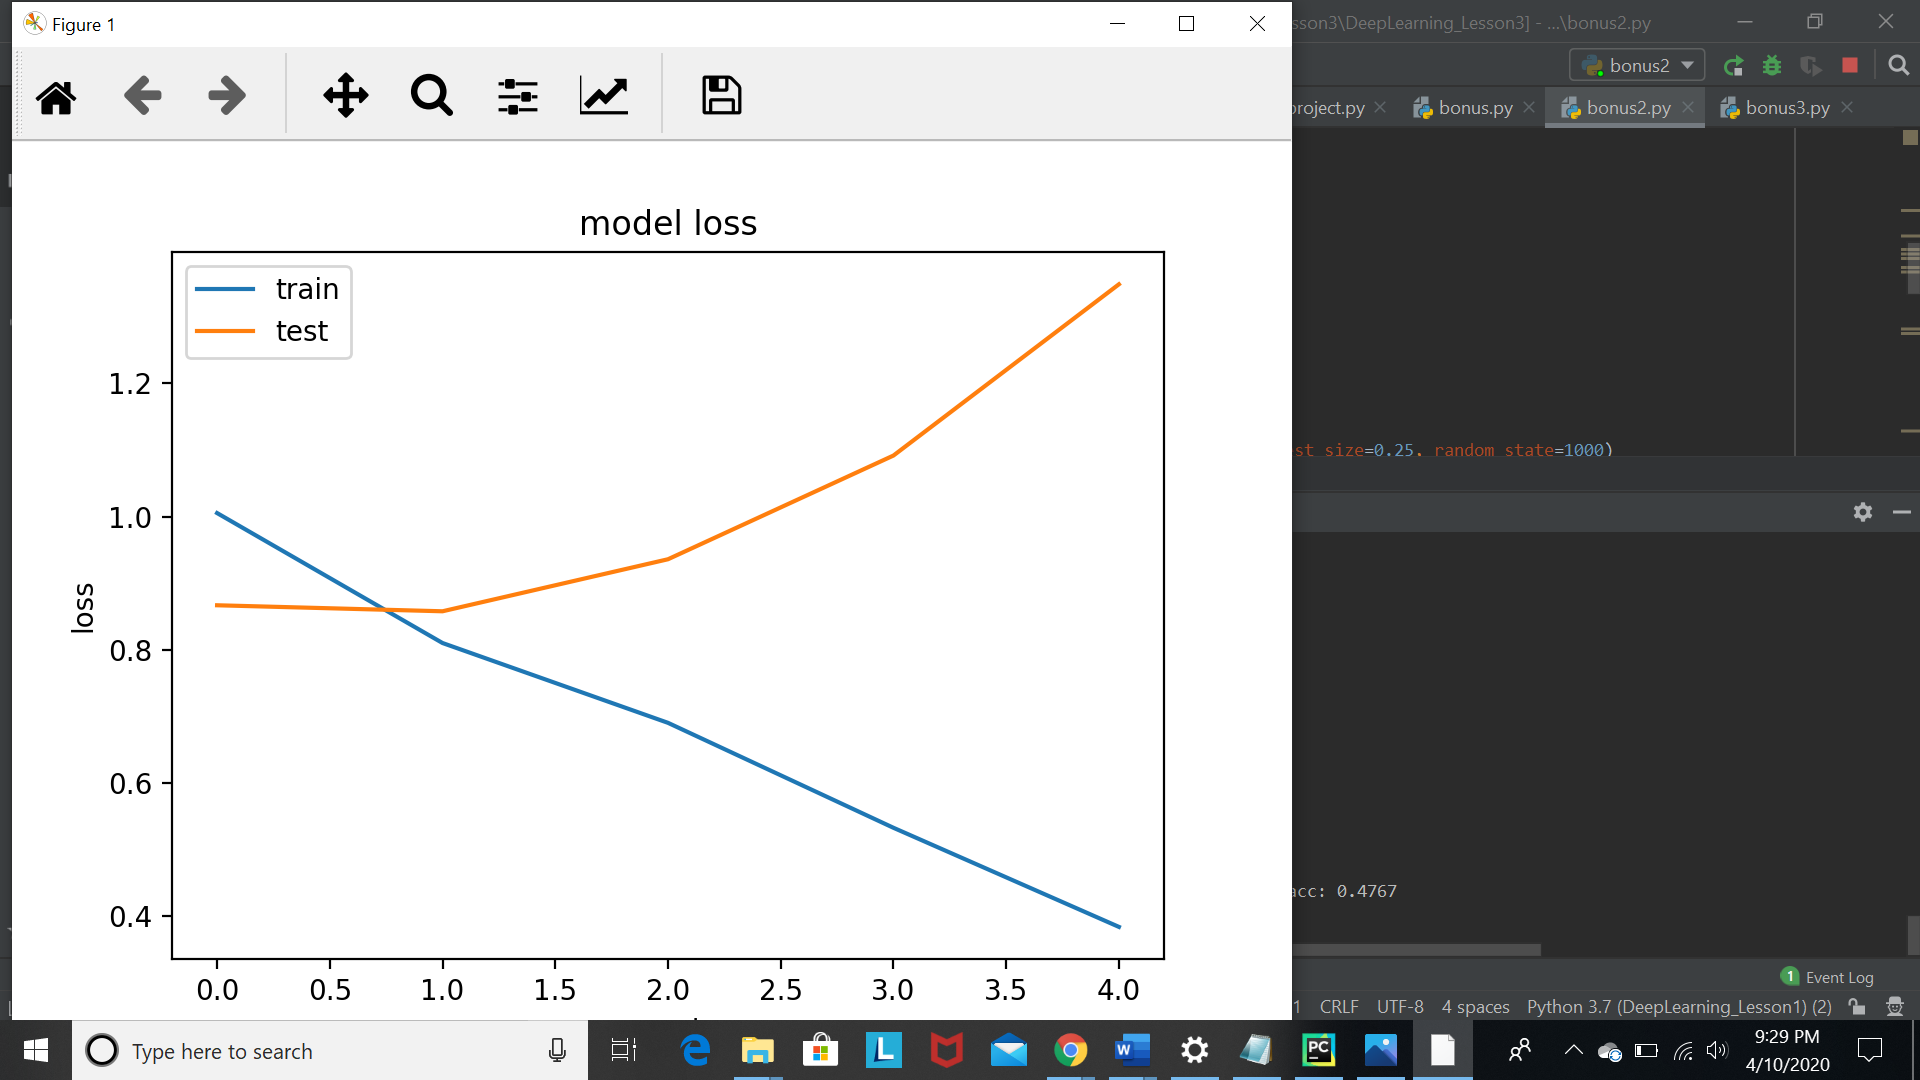 Figure 1
model loss
train
test
1.2
1.0
0.8
0.6
0.4
loss
0.0 0.5 1.0 1.5 2.0 2.5 3.0 3.5 4.0
sson3\DeepLearning_Lesson3] - ...\bonus2.py
bonus2
project.py bonus.py bonus2.py bonus3.py
st_size=0.25, random_state=1000)
acc: 0.4767
1 Event Log
1 CRLF UTF-8 4 spaces Python 3.7 (DeepLearning_Lesson1) (2)
Type here to search
L
W
PC
9:29 PM
4/10/2020